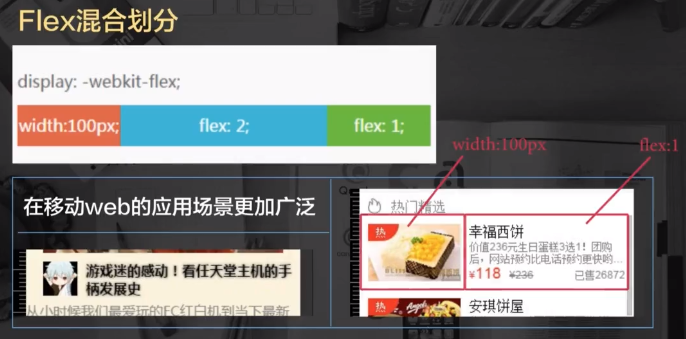 Flex混合划分
display: -webkit-flex;
width:100px;
flex: 2;
flex: 1;
width:100px
flex:1
在移动web的应用场景更加广泛
热门精选
热
幸福西饼
价值236元生日蛋糕3选1！团购
后，网站预约比电话预约更快哟...
¥118 ¥236 已售26872
热
安琪饼屋
游戏迷的感动！看任天堂主机的手
柄发展史
从小时候我们最爱玩的FC红白机到当下最新